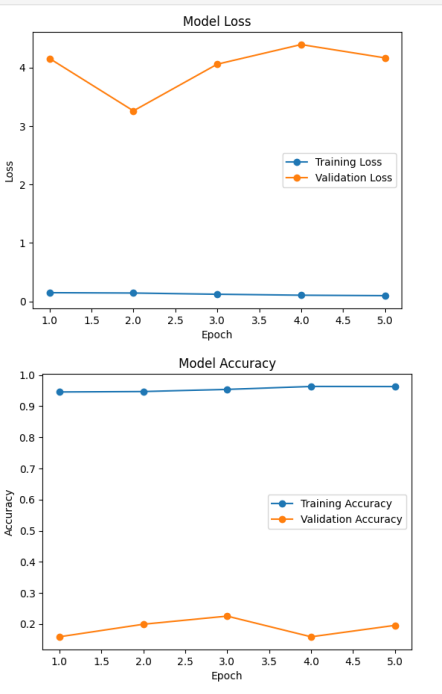 Model Loss
4
3
2
1
0
Loss
Training Loss
Validation Loss
1.0 1.5 2.0 2.5 3.0 3.5 4.0 4.5 5.0
Epoch
Model Accuracy
1.0
0.9
0.8
0.7
0.6
0.5
0.4
0.3
0.2
Accuracy
Training Accuracy
Validation Accuracy
1.0 1.5 2.0 2.5 3.0 3.5 4.0 4.5 5.0
Epoch